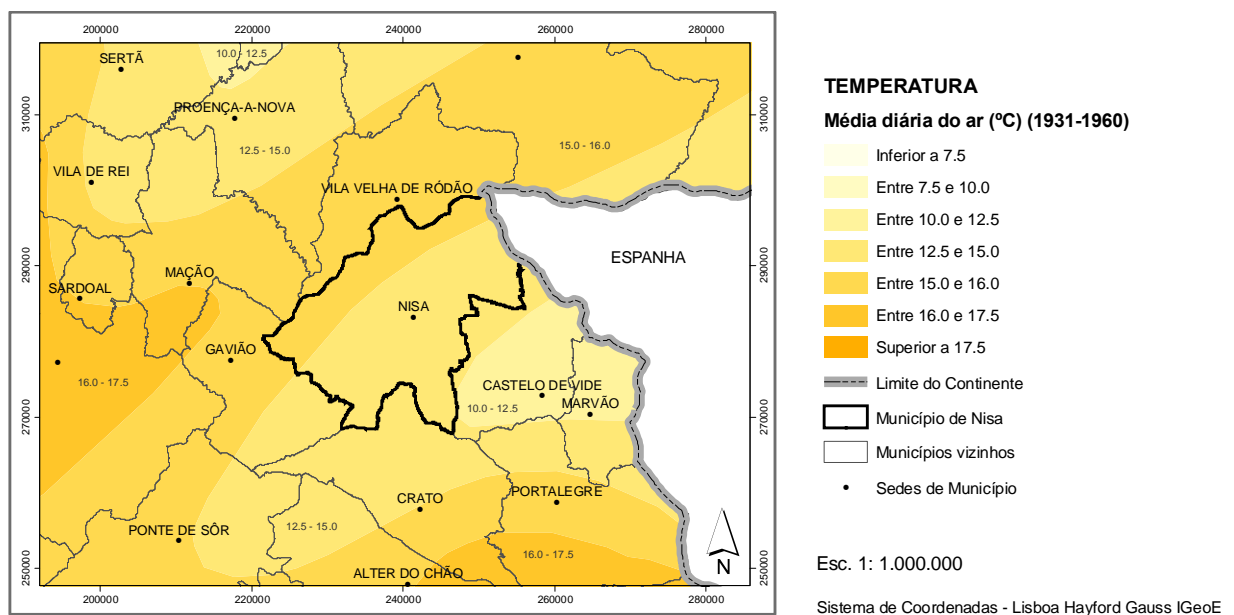 200000 220000 240000 260000 280000
SERTÃ
10.0 - 12.5
PROENÇA-A-NOVA
310000 310000
12.5 - 15.0
15.0 - 16.0
VILA DE REI
VILA VELHA DE RÓDÃO
ESPANHA
290000 290000
MAÇÃO
SARDOAL
NISA
GAVIÃO
16.0 - 17.5
CASTELO DE VIDE
10.0 - 12.5
MARVÃO
270000 270000
CRATO
PORTALEGRE
12.5 - 15.0
PONTE DE SÔR
16.0 - 17.5
N
250000 250000
ALTER DO CHÃO
200000 220000 240000 260000 280000
TEMPERATURA
Média diária do ar (ºC) (1931-1960)
Inferior a 7.5
Entre 7.5 e 10.0
Entre 10.0 e 12.5
Entre 12.5 e 15.0
Entre 15.0 e 16.0
Entre 16.0 e 17.5
Superior a 17.5
Limite do Continente
Município de Nisa
Municípios vizinhos
Sedes de Município
Esc. 1: 1.000.000
Sistema de Coordenadas - Lisboa Hayford Gauss IGeoE